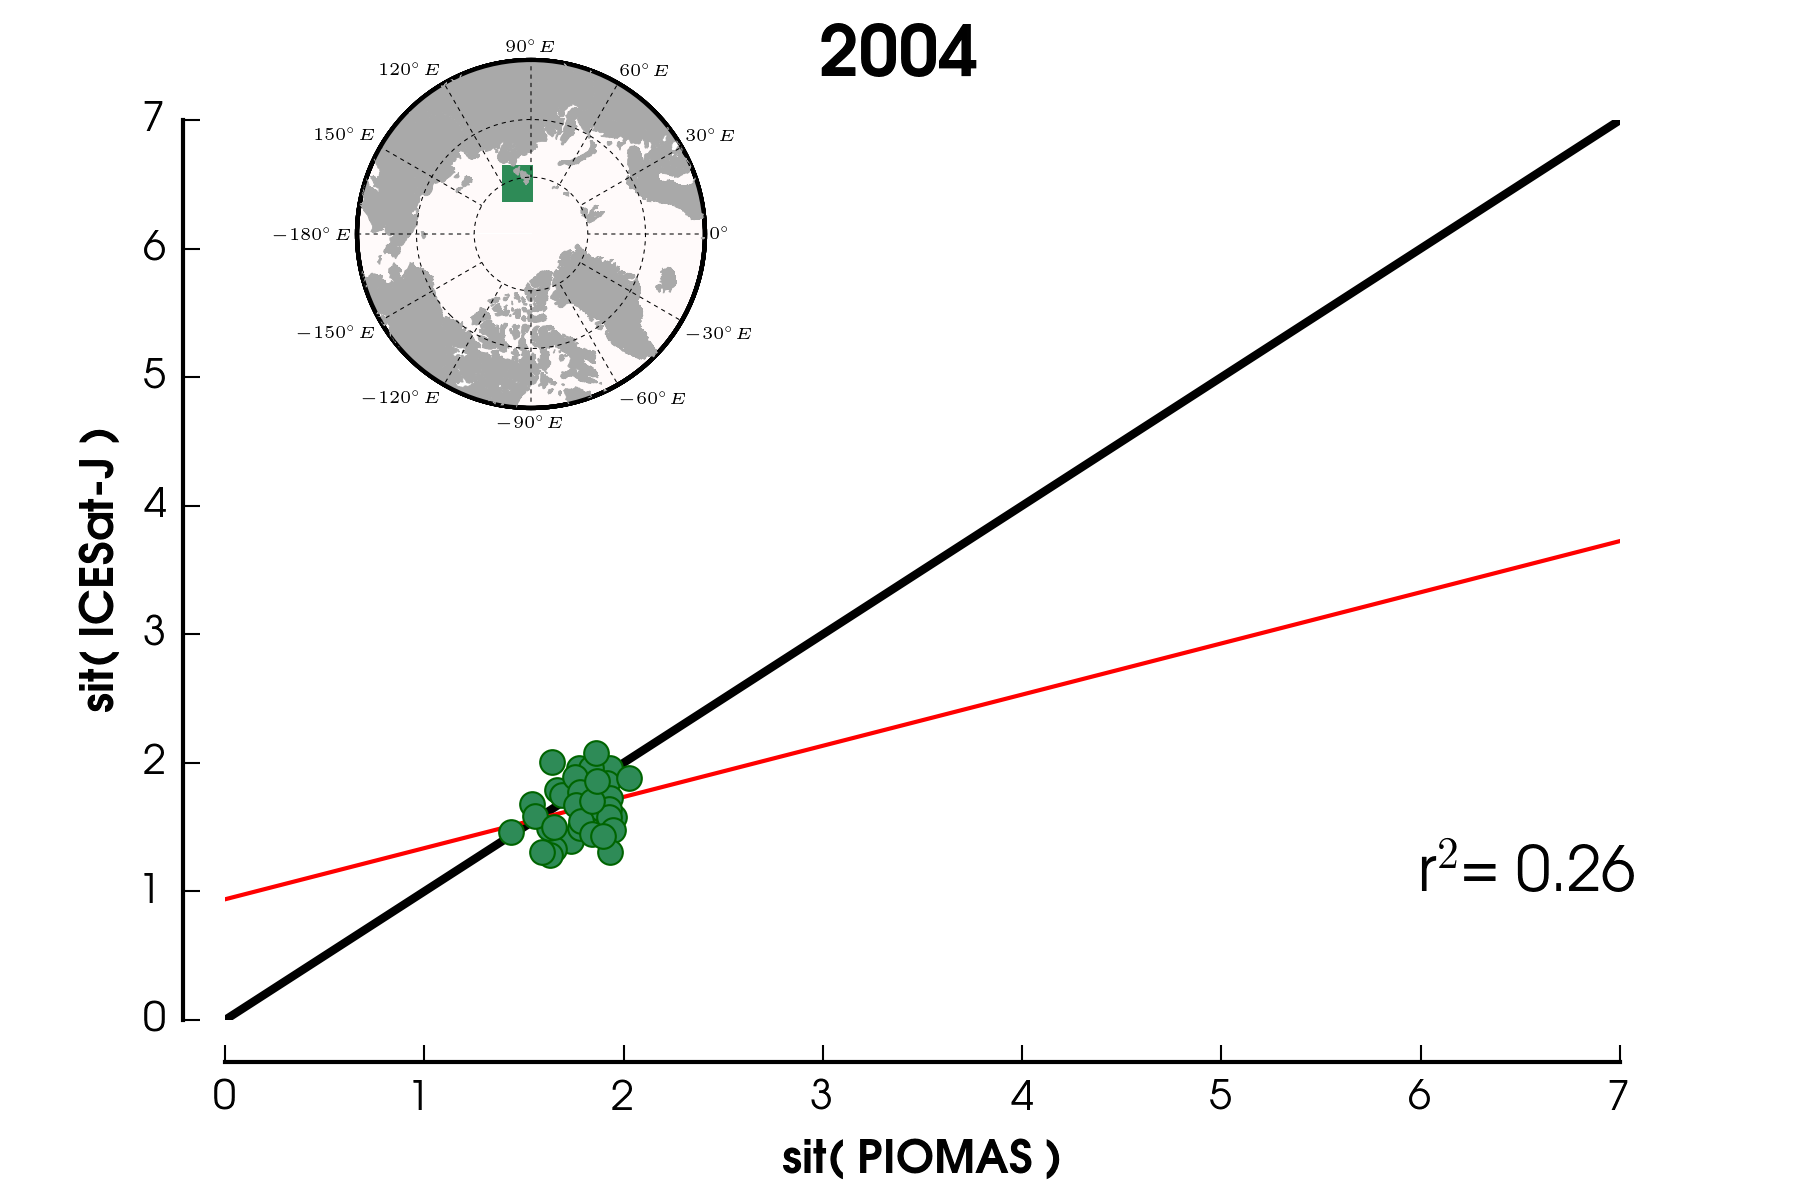 2004
90° E
120° E
60° E
150° E
30° E
−180° E
0°
−150° E
−30° E
−120° E
−60° E
−90° E
7
6
5
4
3
2
1
0
sit( ICESat-J )
r²= 0.26
0 1 2 3 4 5 6 7
sit( PIOMAS )